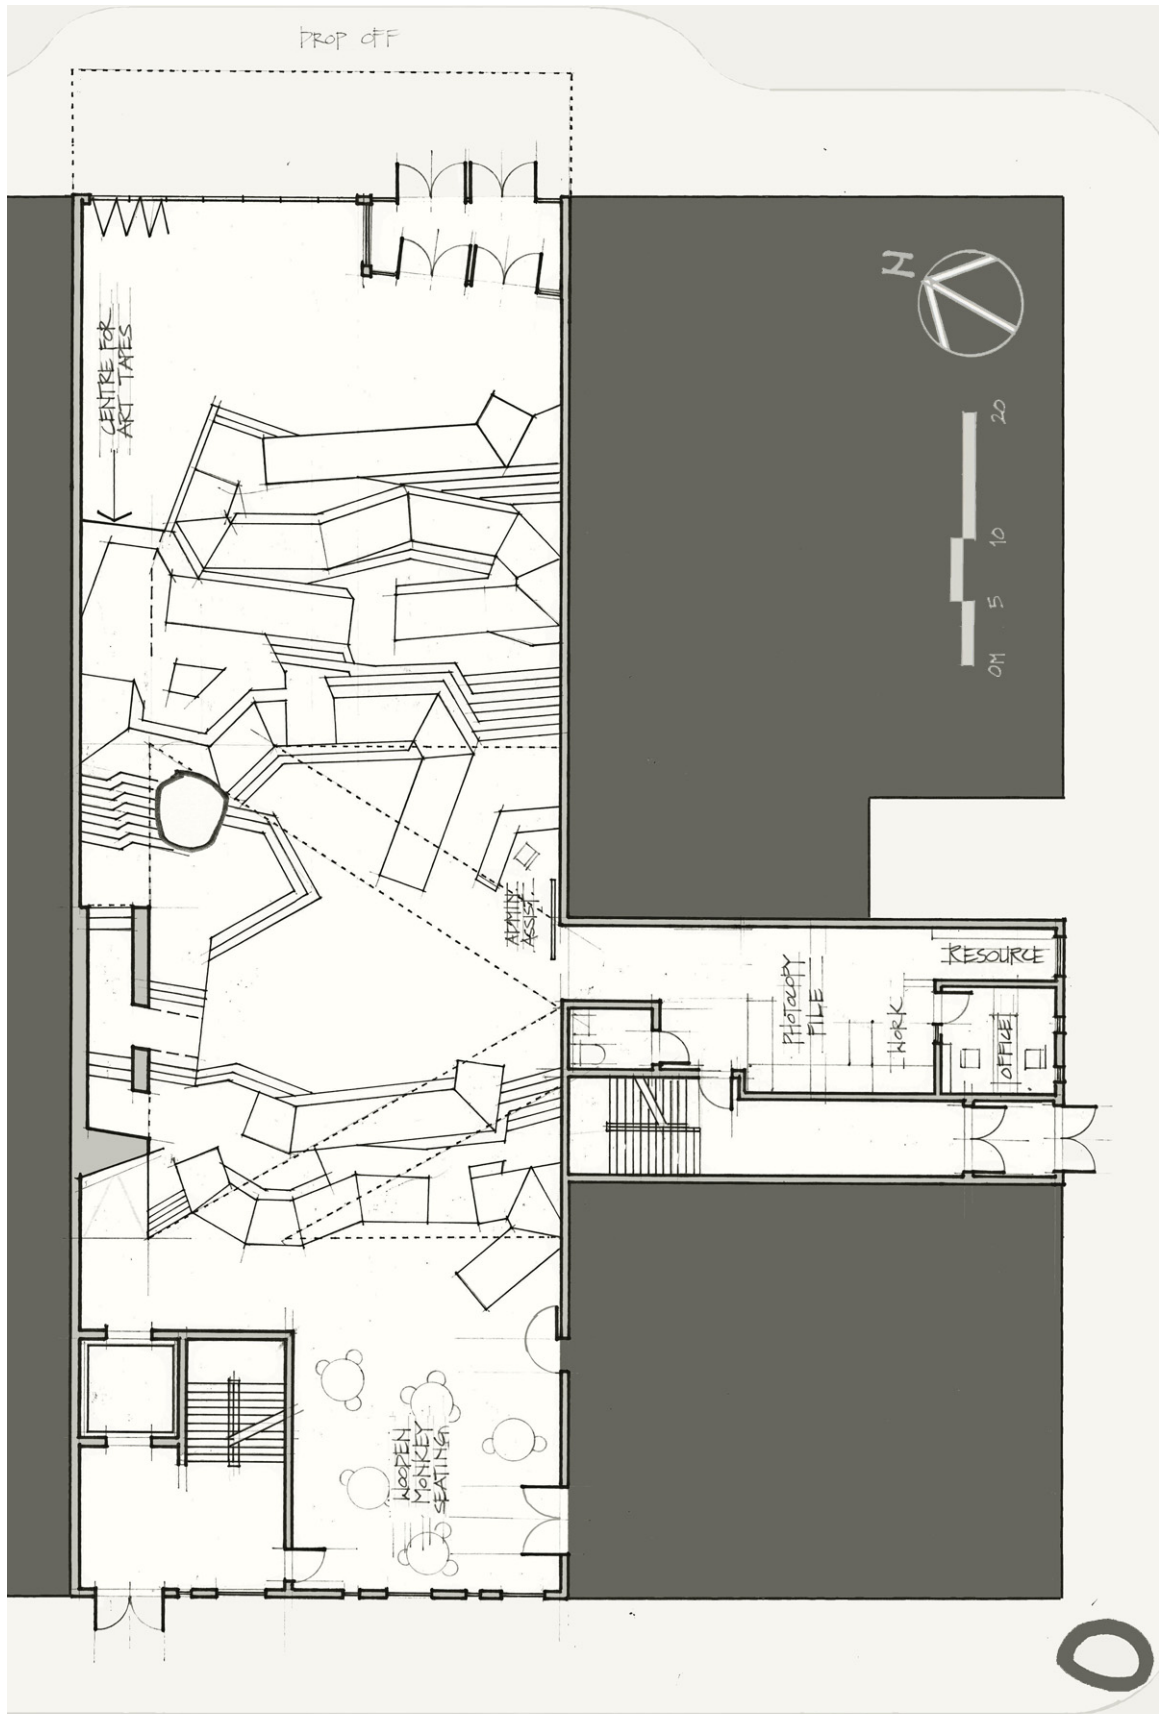 DROP OFF
N
CENTRE FOR
ART TAPES
20
10
5
0M
ADMIN.
ASSIST.
RESOURCE
PHOTOCOPY
FILE
WORK
OFFICE
WOODEN
MONKEY
SEATING